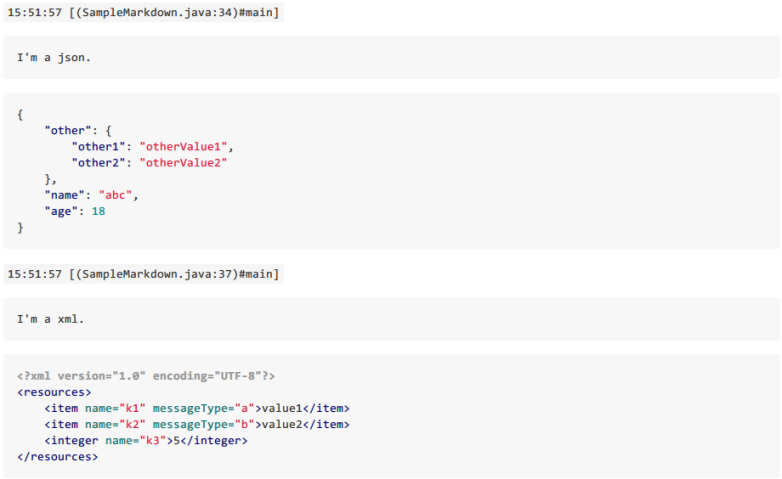 15:51:57 [(SampleMarkdown.java:34)#main]
I'm a json.
{
    "other": {
        "other1": "otherValue1",
        "other2": "otherValue2"
    },
    "name": "abc",
    "age": 18
}
15:51:57 [(SampleMarkdown.java:37)#main]
I'm a xml.
<?xml version="1.0" encoding="UTF-8"?>
<resources>
    <item name="k1" messageType="a">value1</item>
    <item name="k2" messageType="b">value2</item>
    <integer name="k3">5</integer>
</resources>